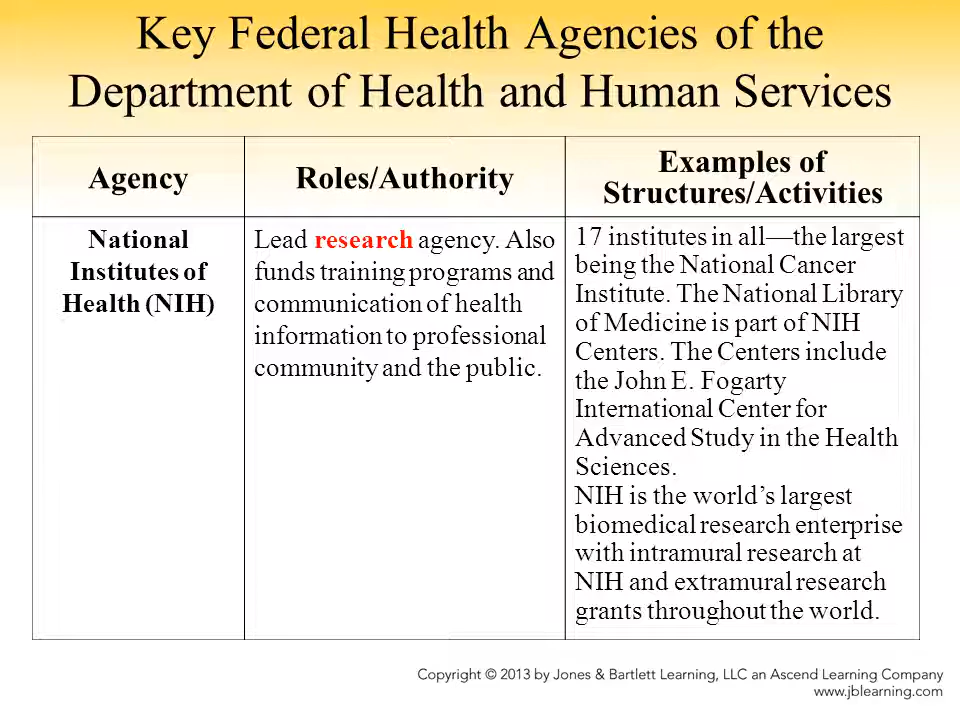 Key Federal Health Agencies of the
Department of Health and Human Services
Agency
Roles/Authority
Examples of
Structures/Activities
National
Institutes of
Health (NIH)
Lead research agency. Also
funds training programs and
communication of health
information to professional
community and the public.
17 institutes in all—the largest
being the National Cancer
Institute. The National Library
of Medicine is part of NIH
Centers. The Centers include
the John E. Fogarty
International Center for
Advanced Study in the Health
Sciences.
NIH is the world’s largest
biomedical research enterprise
with intramural research at
NIH and extramural research
grants throughout the world.
Copyright © 2013 by Jones & Bartlett Learning, LLC an Ascend Learning Company
www.jblearning.com